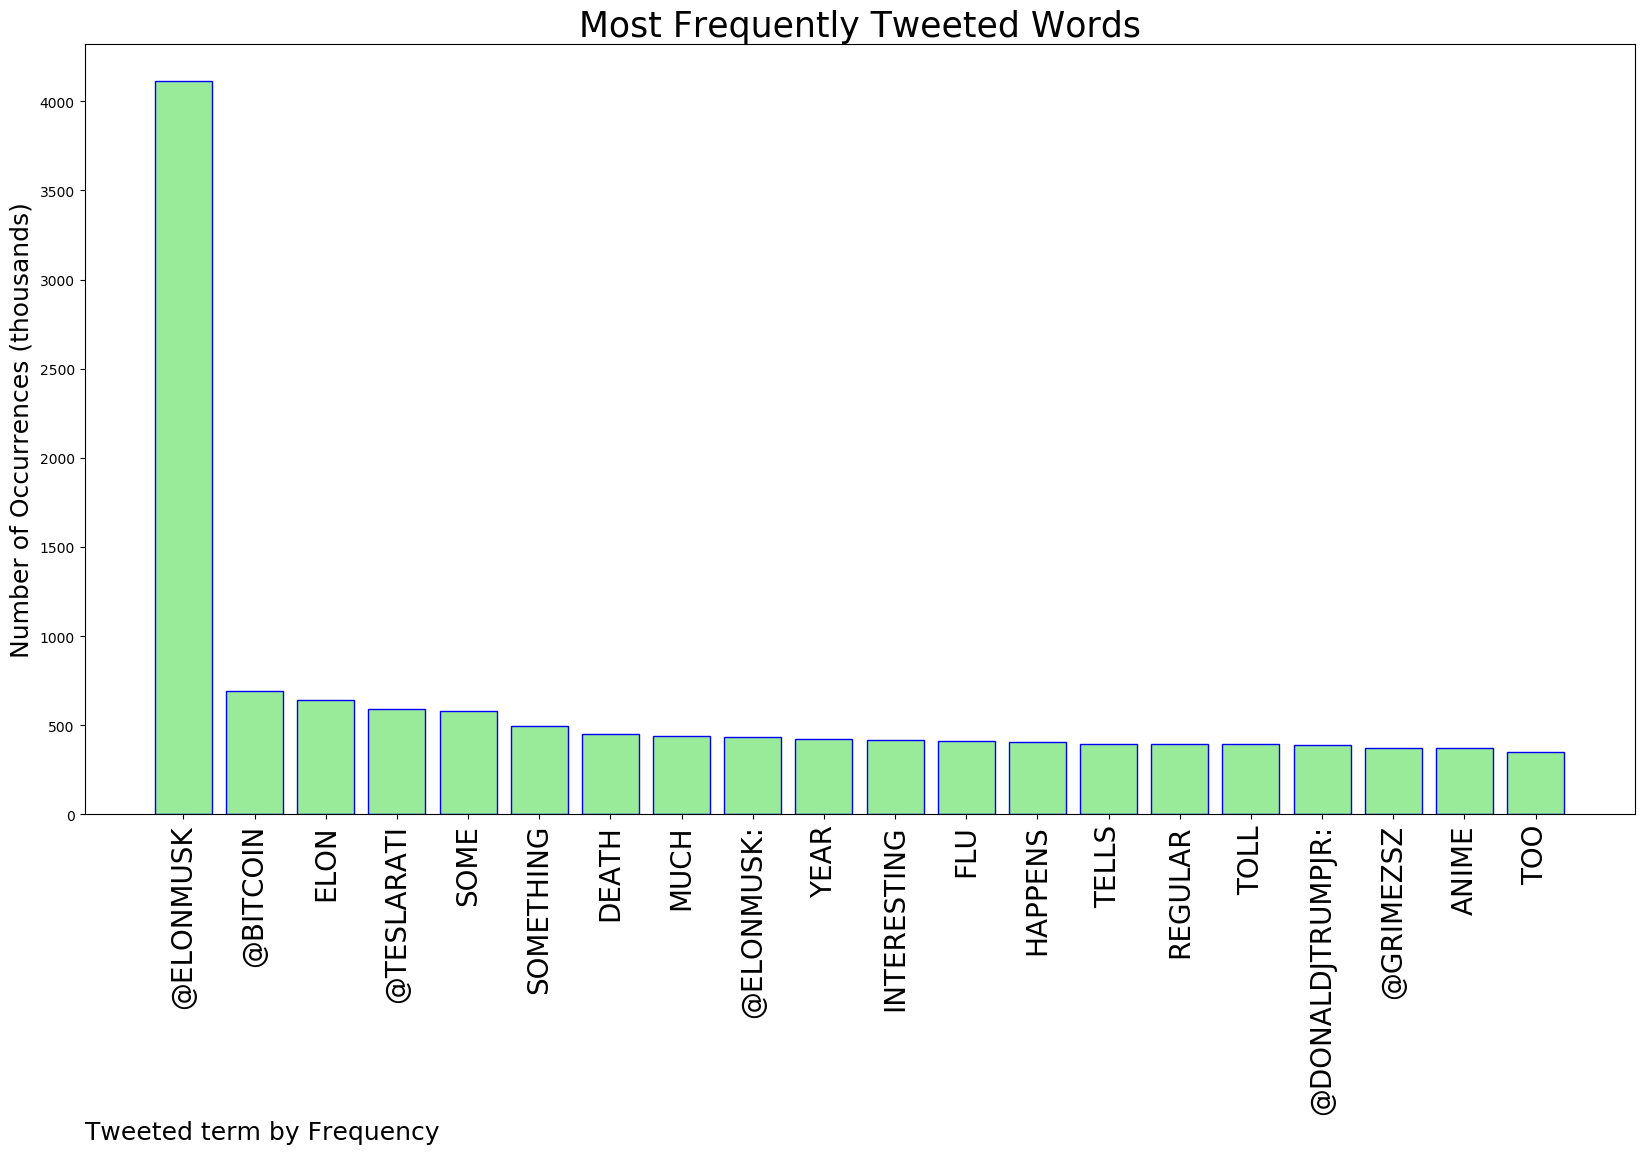 Most Frequently Tweeted Words
Number of Occurrences (thousands)
4000
3500
3000
2500
2000
1500
1000
500
0
@ELONMUSK
@BITCOIN
ELON
@TESLARATI
SOME
SOMETHING
DEATH
MUCH
@ELONMUSK:
YEAR
INTERESTING
FLU
HAPPENS
TELLS
REGULAR
TOLL
@DONALDJTRUMPJR:
@GRIMEZSZ
ANIME
TOO
Tweeted term by Frequency